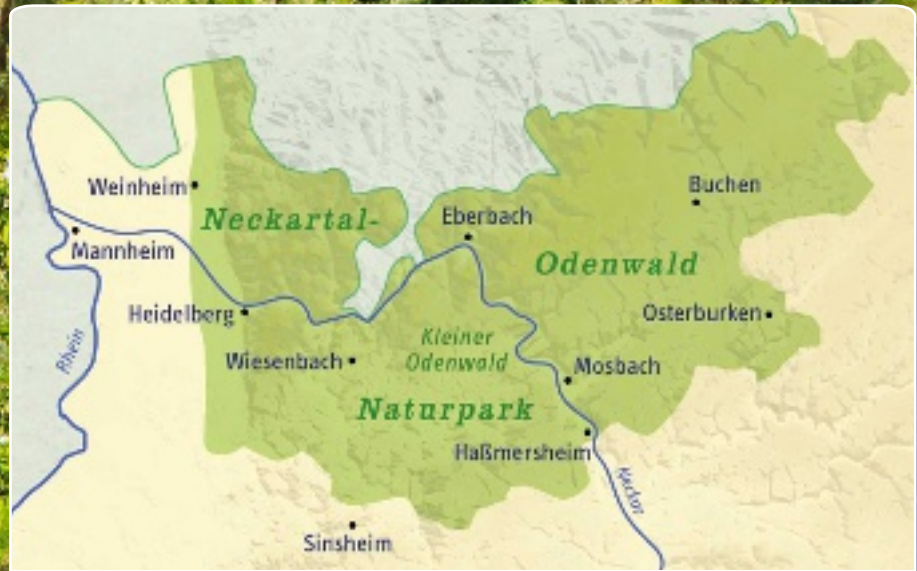 Weinheim
Neckartal-
Buchen
Eberbach
Mannheim
Odenwald
Heidelberg
Osterburken
Rhein
Kleiner
Odenwald
Wiesenbach
Mosbach
Naturpark
Haßmersheim
Neckar
Sinsheim